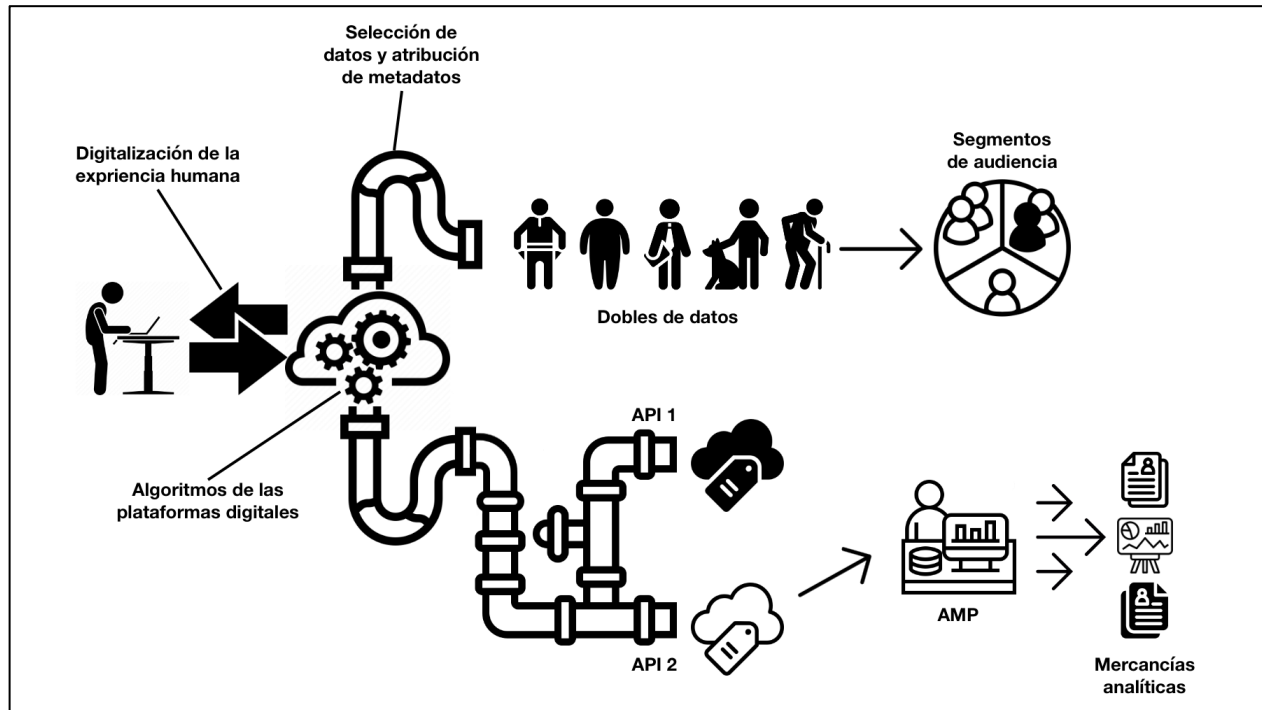 Selección de
datos y atribución
de metadatos
Digitalización de la
expriencia humana
Segmentos
de audiencia
Dobles de datos
API 1
Algoritmos de las
plataformas digitales
AMP
API 2
Mercancías
analíticas